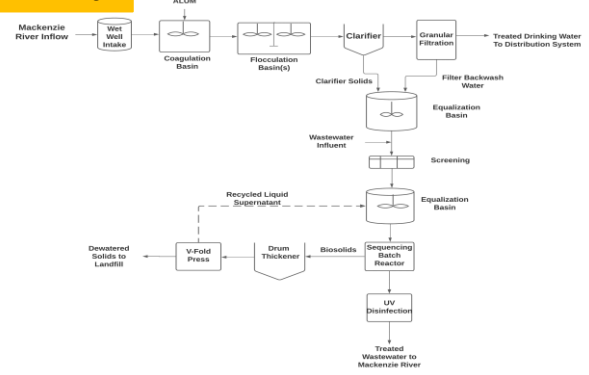 ALUM
Mackenzie
River Inflow
Wet
Well
Intake
Coagulation
Basin
Flocculation
Basin(s)
Clarifier
Granular
Filtration
Treated Drinking Water
To Distribution System
Clarifier Solids
Filter Backwash
Water
Equalization
Basin
Wastewater
Influent
Screening
Recycled Liquid
Supernatant
Equalization
Basin
Dewatered
Solids to
Landfill
V-Fold
Press
Drum
Thickener
Biosolids
Sequencing
Batch
Reactor
UV
Disinfection
Treated
Wastewater to
Mackenzie River